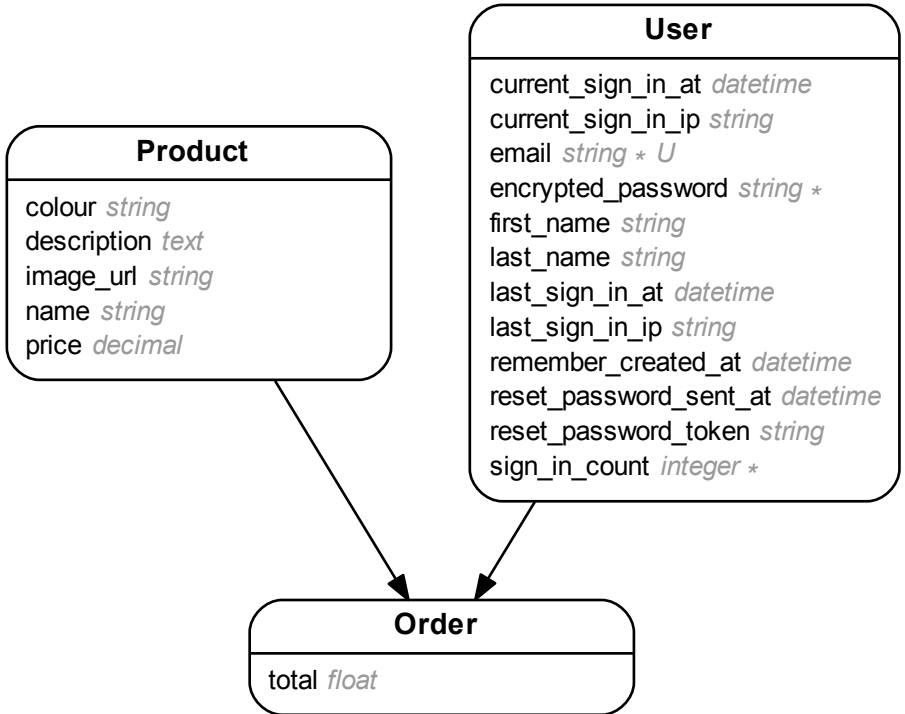 Product
colour string
description text
image_url string
name string
price decimal
User
current_sign_in_at datetime
current_sign_in_ip string
email string * U
encrypted_password string *
first_name string
last_name string
last_sign_in_at datetime
last_sign_in_ip string
remember_created_at datetime
reset_password_sent_at datetime
reset_password_token string
sign_in_count integer *
Order
total float